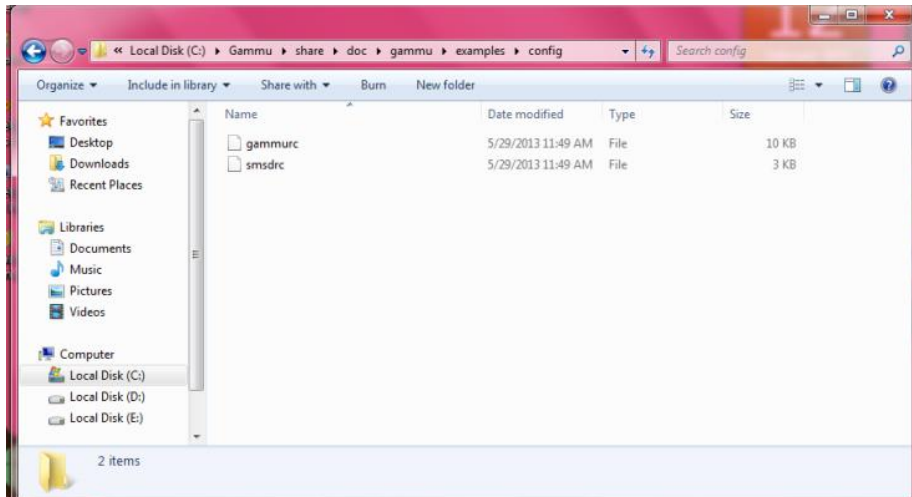 « Local Disk (C:) ▸ Gammu ▸ share ▸ doc ▸ gammu ▸ examples ▸ config Search config
Organize Include in library Share with Burn New folder
Favorites
Desktop
Downloads
Recent Places
Libraries
Documents
Music
Pictures
Videos
Computer
Local Disk (C:)
Local Disk (D:)
Local Disk (E:)
Name Date modified Type Size
gammurc 5/29/2013 11:49 AM File 10 KB
smsdrc 5/29/2013 11:49 AM File 3 KB
2 items